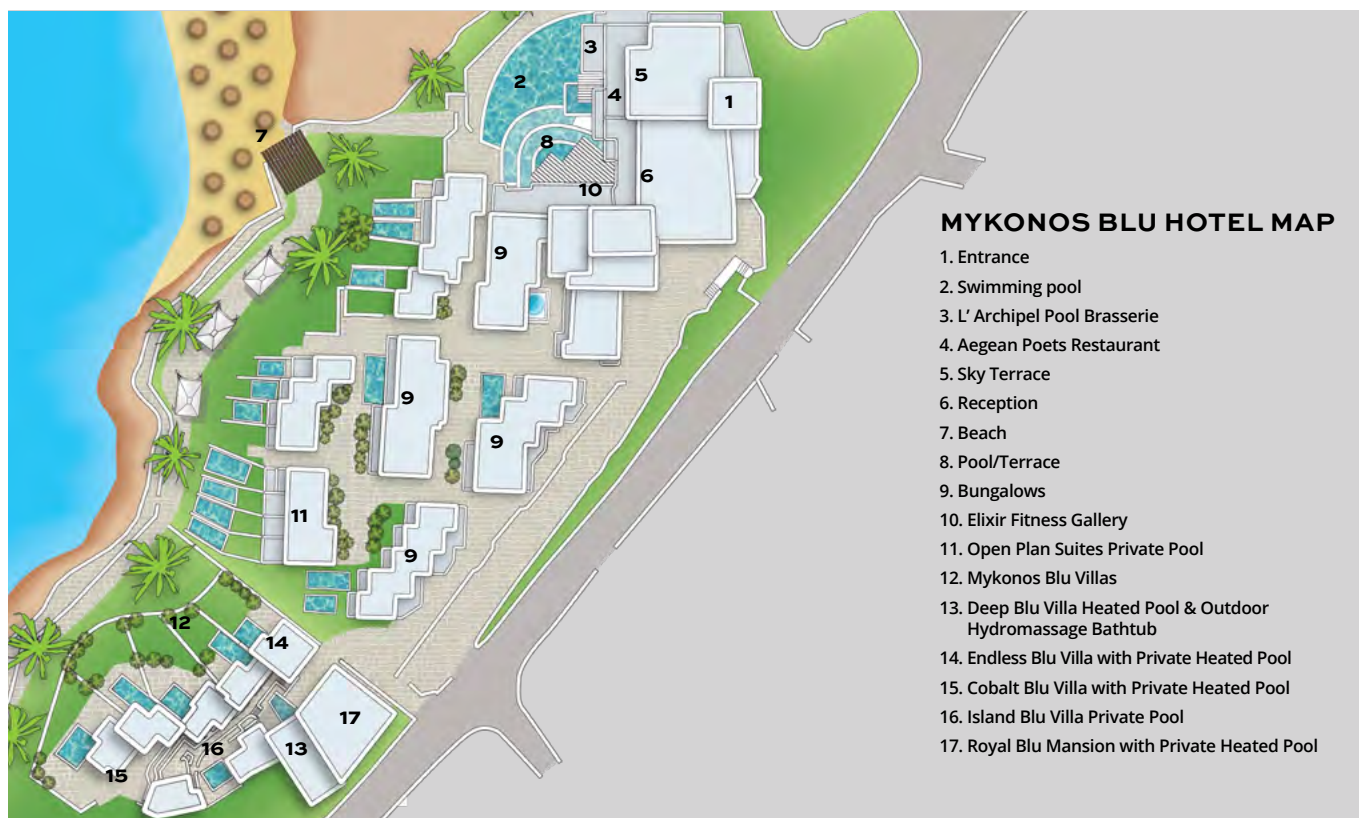 3
5
2
4
1
7
8
6
10
9
9
9
11
9
12
14
17
16
13
15
MYKONOS BLU HOTEL MAP
1. Entrance
2. Swimming pool
3. L’ Archipel Pool Brasserie
4. Aegean Poets Restaurant
5. Sky Terrace
6. Reception
7. Beach
8. Pool/Terrace
9. Bungalows
10. Elixir Fitness Gallery
11. Open Plan Suites Private Pool
12. Mykonos Blu Villas
13. Deep Blu Villa Heated Pool & Outdoor
Hydromassage Bathtub
14. Endless Blu Villa with Private Heated Pool
15. Cobalt Blu Villa with Private Heated Pool
16. Island Blu Villa Private Pool
17. Royal Blu Mansion with Private Heated Pool